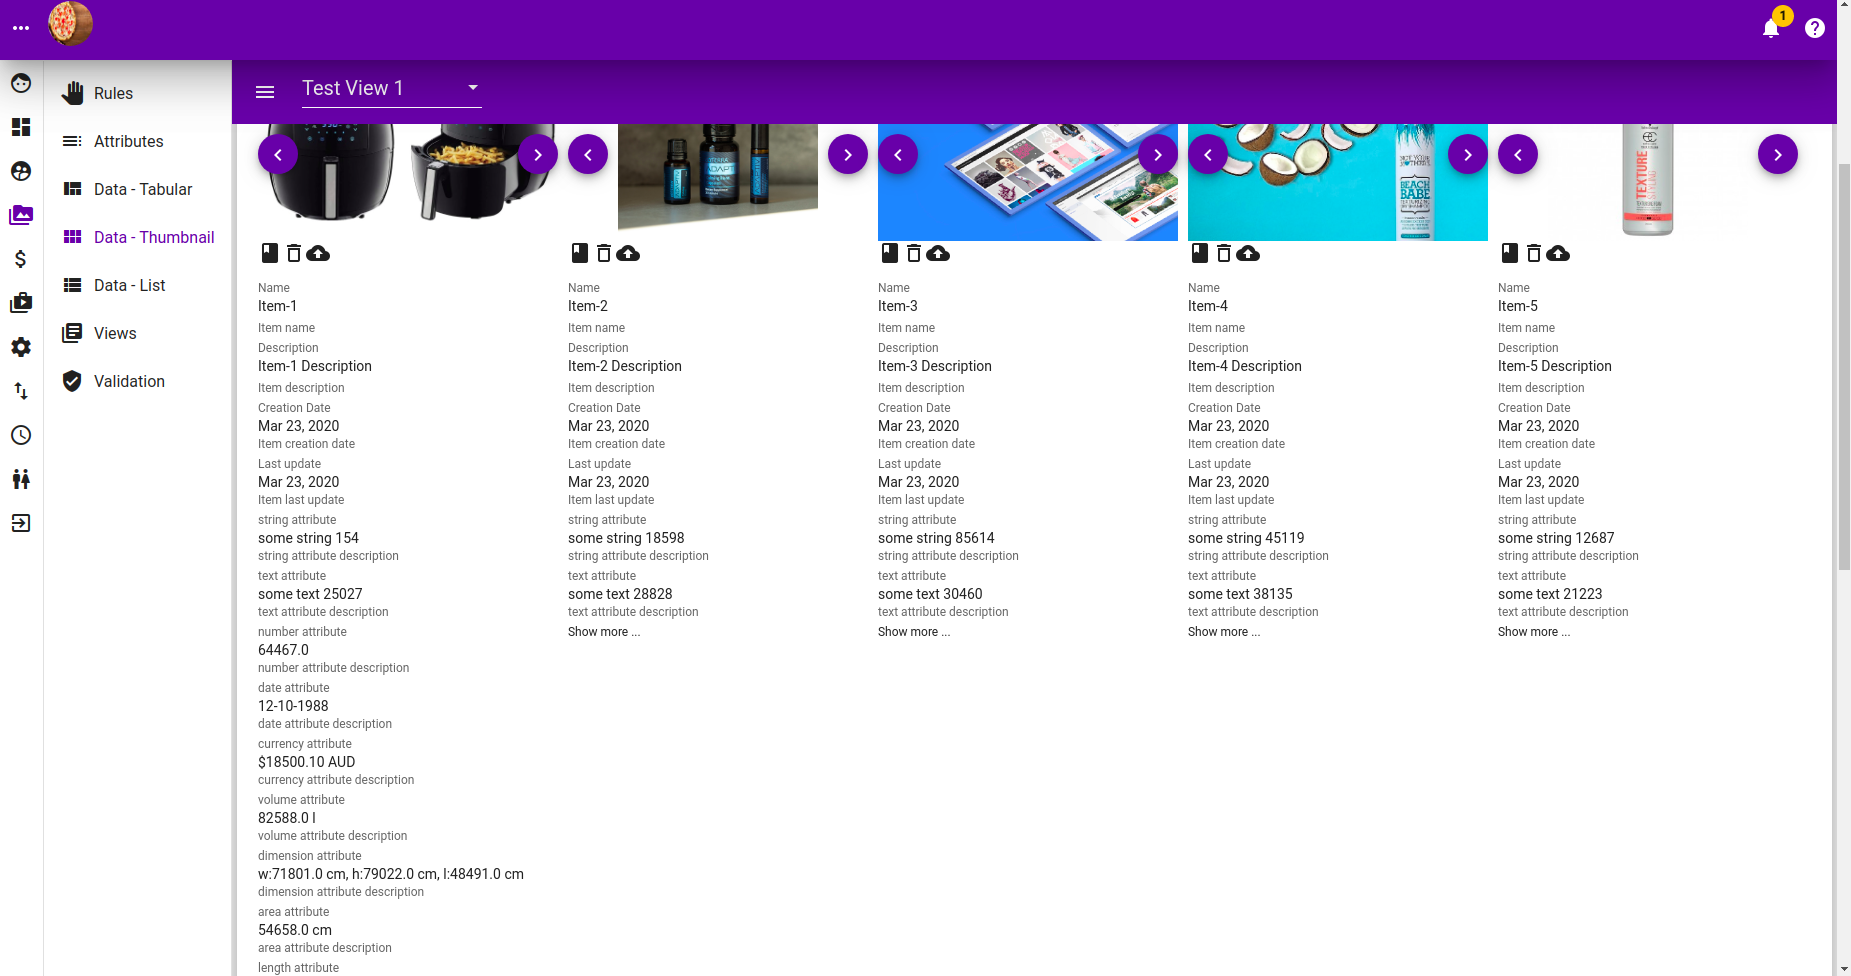 1
Test View 1
Rules
Attributes
Data - Tabular
Data - Thumbnail
Data - List
Views
Validation
BEACH
BABE
TEXTURE
Name
Item-1
Item name
Description
Item-1 Description
Item description
Creation Date
Mar 23, 2020
Item creation date
Last update
Mar 23, 2020
Item last update
string attribute
some string 154
string attribute description
text attribute
some text 25027
text attribute description
number attribute
64467.0
number attribute description
date attribute
12-10-1988
date attribute description
currency attribute
$18500.10 AUD
currency attribute description
volume attribute
82588.0 l
volume attribute description
dimension attribute
w:71801.0 cm, h:79022.0 cm, l:48491.0 cm
dimension attribute description
area attribute
54658.0 cm
area attribute description
length attribute
Name
Item-2
Item name
Description
Item-2 Description
Item description
Creation Date
Mar 23, 2020
Item creation date
Last update
Mar 23, 2020
Item last update
string attribute
some string 18598
string attribute description
text attribute
some text 28828
text attribute description
Show more ...
Name
Item-3
Item name
Description
Item-3 Description
Item description
Creation Date
Mar 23, 2020
Item creation date
Last update
Mar 23, 2020
Item last update
string attribute
some string 85614
string attribute description
text attribute
some text 30460
text attribute description
Show more ...
Name
Item-4
Item name
Description
Item-4 Description
Item description
Creation Date
Mar 23, 2020
Item creation date
Last update
Mar 23, 2020
Item last update
string attribute
some string 45119
string attribute description
text attribute
some text 38135
text attribute description
Show more ...
Name
Item-5
Item name
Description
Item-5 Description
Item description
Creation Date
Mar 23, 2020
Item creation date
Last update
Mar 23, 2020
Item last update
string attribute
some string 12687
string attribute description
text attribute
some text 21223
text attribute description
Show more ...